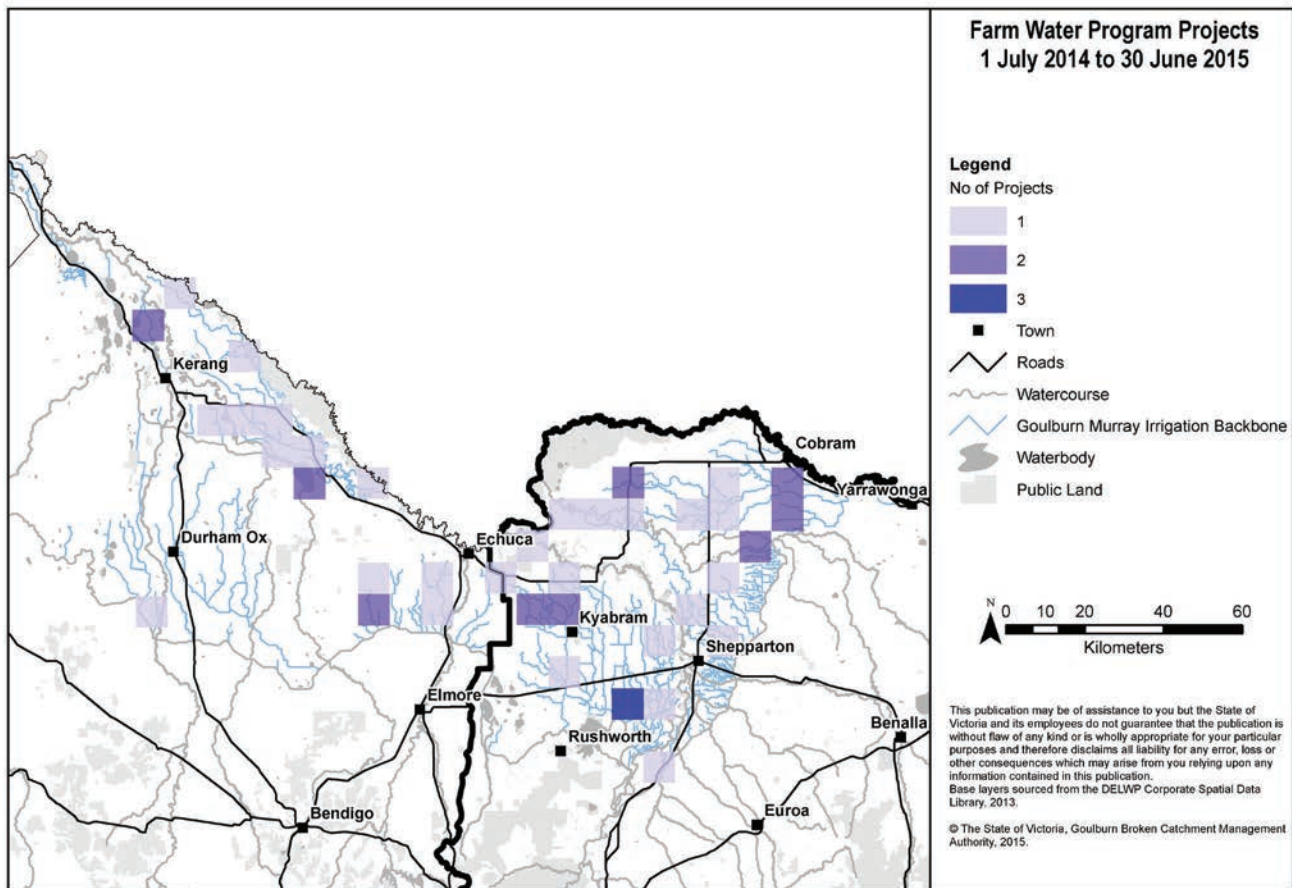 Farm Water Program Projects
1 July 2014 to 30 June 2015
Legend
No of Projects
1
2
3
Town
Roads
Watercourse
Goulburn Murray Irrigation Backbone
Waterbody
Public Land
N
0 10 20 40 60
Kilometers
This publication may be of assistance to you but the State of
Victoria and its employees do not guarantee that the publication is
without flaw of any kind or is wholly appropriate for your particular
purposes and therefore disclaims all liability for any error, loss or
other consequences which may arise from you relying upon any
information contained in this publication.
Base layers sourced from the DELWP Corporate Spatial Data
Library, 2013.
© The State of Victoria, Goulburn Broken Catchment Management
Authority, 2015.
Kerang
Cobram
Yarrawonga
Durham Ox
Echuca
Kyabram
Shepparton
Elmore
Benalla
Rushworth
Bendigo
Euroa